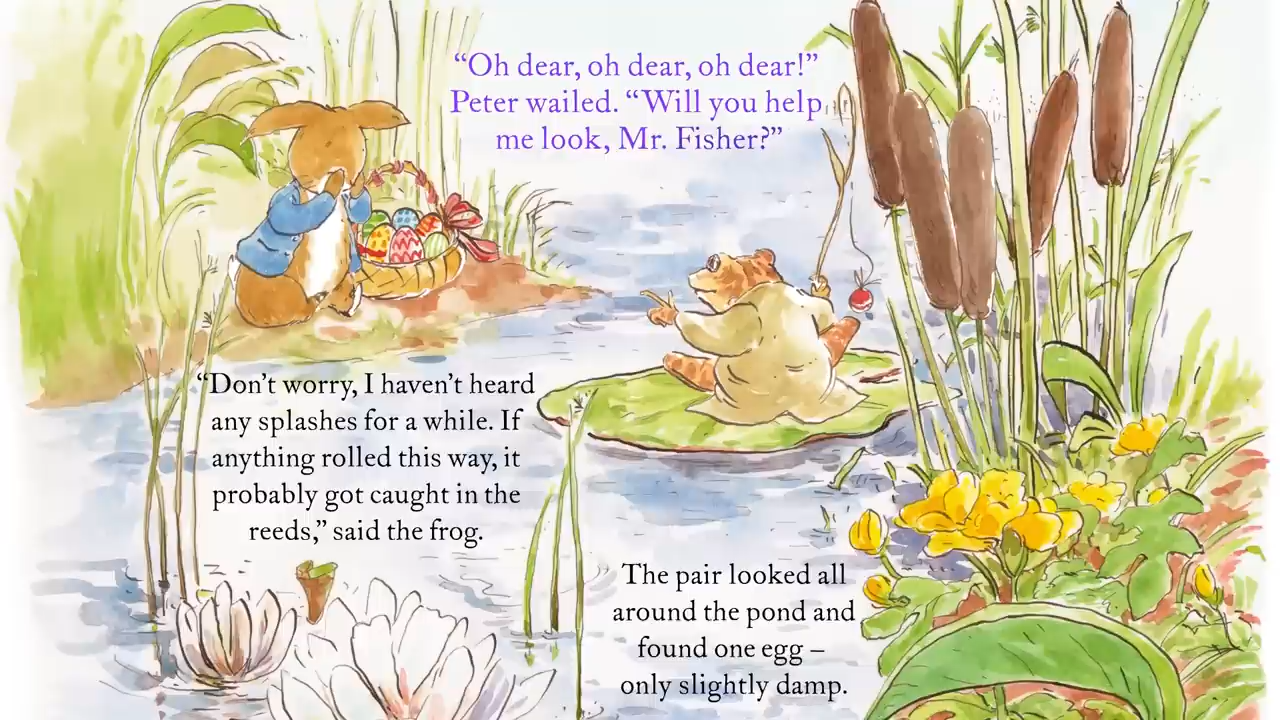 “Oh dear, oh dear, oh dear!”
Peter wailed. “Will you help
me look, Mr. Fisher?”
“Don’t worry, I haven’t heard
any splashes for a while. If
anything rolled this way, it
probably got caught in the
reeds,” said the frog.
The pair looked all
around the pond and
found one egg –
only slightly damp.